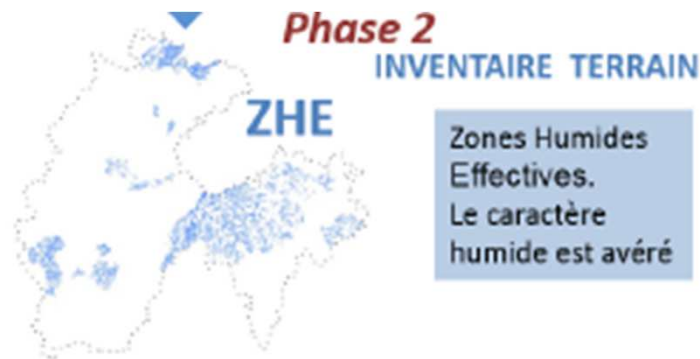 Phase 2
INVENTAIRE TERRAIN
ZHE
Zones Humides
Effectives.
Le caractère
humide est avéré